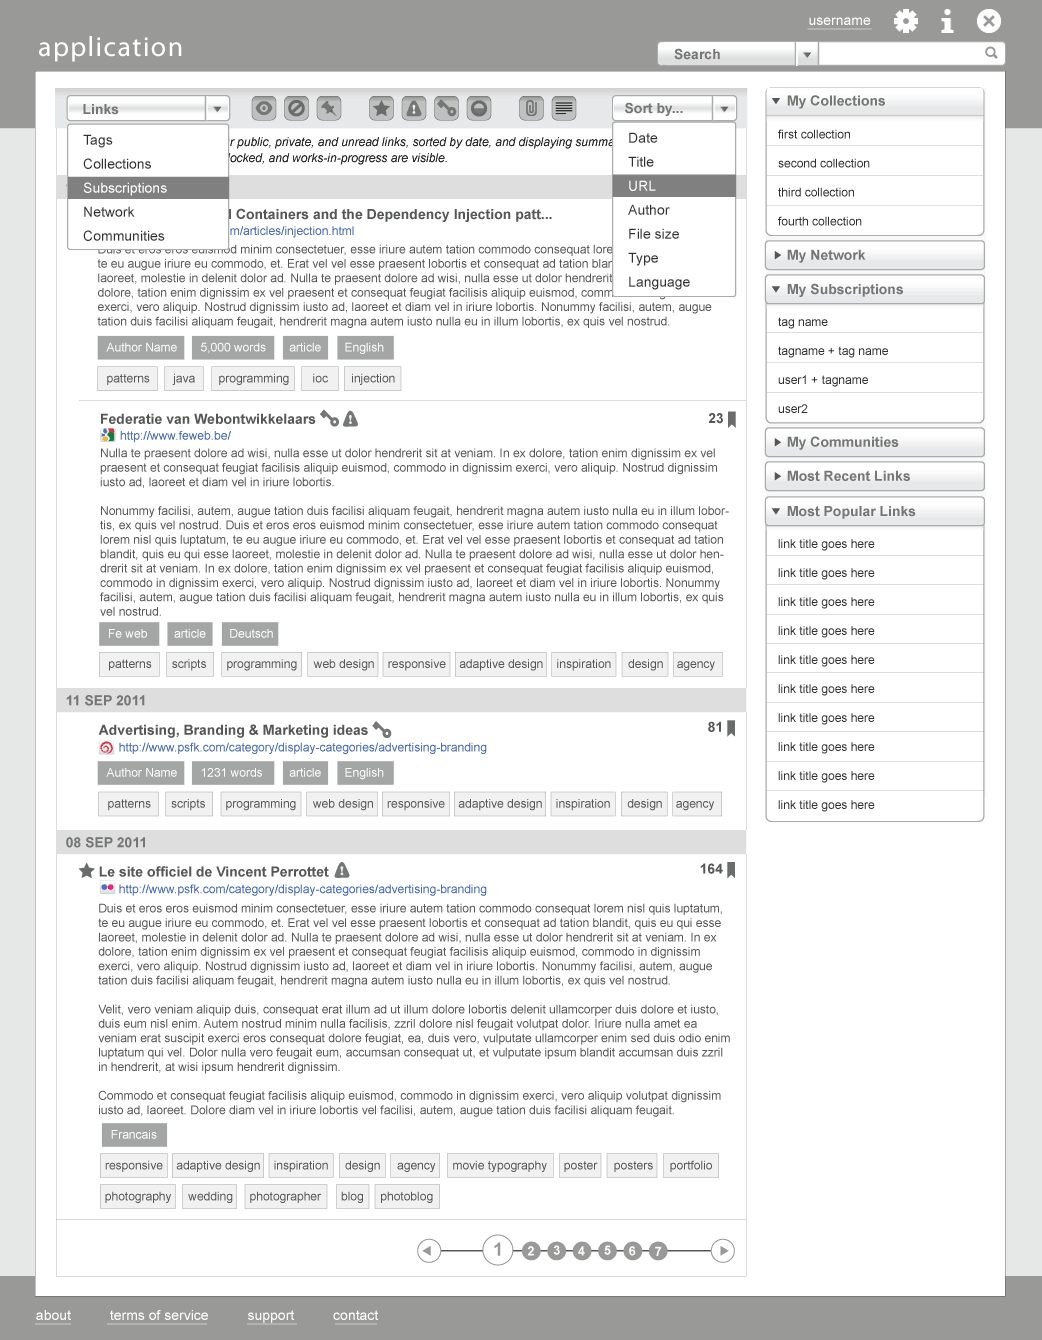 username
application
Search
Links
Sort by...
Tags
Collections
Subscriptions
Network
Communities
Date
Title
URL
Author
File size
Type
Language
r public, private, and unread links, sorted by date, and displaying summa
locked, and works-in-progress are visible.
Containers and the Dependency Injection patt...
m/articles/injection.html
Duis et eros eros euismod minim consectetuer, esse iriure autem tation commodo consequat lore
te eu augue iriure eu commodo, et. Erat vel vel esse praesent lobortis et consequat ad tation blan
laoreet, molestie in delenit dolor ad. Nulla te praesent dolore ad wisi, nulla esse ut dolor hendrerit
dolore, tation enim dignissim ex vel praesent et consequat feugiat facilisis aliquip euismod, comm
exerci, vero aliquip. Nostrud dignissim iusto ad, laoreet et diam vel in iriure lobortis. Nonummy facilisi, autem, augue
tation duis facilisi aliquam feugait, hendrerit magna autem iusto nulla eu in illum lobortis, ex quis vel nostrud.
Author Name 5,000 words article English
patterns java programming ioc injection
Federatie van Webontwikkelaars 23
http://www.feweb.be/
Nulla te praesent dolore ad wisi, nulla esse ut dolor hendrerit sit at veniam. In ex dolore, tation enim dignissim ex vel
praesent et consequat feugiat facilisis aliquip euismod, commodo in dignissim exerci, vero aliquip. Nostrud dignissim
iusto ad, laoreet et diam vel in iriure lobortis.
Nonummy facilisi, autem, augue tation duis facilisi aliquam feugait, hendrerit magna autem iusto nulla eu in illum lobor-
tis, ex quis vel nostrud. Duis et eros eros euismod minim consectetuer, esse iriure autem tation commodo consequat
lorem nisl quis luptatum, te eu augue iriure eu commodo, et. Erat vel vel esse praesent lobortis et consequat ad tation
blandit, quis eu qui esse laoreet, molestie in delenit dolor ad. Nulla te praesent dolore ad wisi, nulla esse ut dolor hen-
drerit sit at veniam. In ex dolore, tation enim dignissim ex vel praesent et consequat feugiat facilisis aliquip euismod,
commodo in dignissim exerci, vero aliquip. Nostrud dignissim iusto ad, laoreet et diam vel in iriure lobortis. Nonummy
facilisi, autem, augue tation duis facilisi aliquam feugait, hendrerit magna autem iusto nulla eu in illum lobortis, ex quis
vel nostrud.
Fe web article Deutsch
patterns scripts programming web design responsive adaptive design inspiration design agency
11 SEP 2011
Advertising, Branding & Marketing ideas 81
http://www.psfk.com/category/display-categories/advertising-branding
Author Name 1231 words article English
patterns scripts programming web design responsive adaptive design inspiration design agency
08 SEP 2011
Le site officiel de Vincent Perrottet 164
http://www.psfk.com/category/display-categories/advertising-branding
Duis et eros eros euismod minim consectetuer, esse iriure autem tation commodo consequat lorem nisl quis luptatum,
te eu augue iriure eu commodo, et. Erat vel vel esse praesent lobortis et consequat ad tation blandit, quis eu qui esse
laoreet, molestie in delenit dolor ad. Nulla te praesent dolore ad wisi, nulla esse ut dolor hendrerit sit at veniam. In ex
dolore, tation enim dignissim ex vel praesent et consequat feugiat facilisis aliquip euismod, commodo in dignissim
exerci, vero aliquip. Nostrud dignissim iusto ad, laoreet et diam vel in iriure lobortis. Nonummy facilisi, autem, augue
tation duis facilisi aliquam feugait, hendrerit magna autem iusto nulla eu in illum lobortis, ex quis vel nostrud.
Velit, vero veniam aliquip duis, consequat erat illum ad ut illum dolore lobortis delenit ullamcorper duis dolore et iusto,
duis eum nisl enim. Autem nostrud minim nulla facilisis, zzril dolore nisl feugait volutpat dolor. Iriure nulla amet ea
veniam erat suscipit exerci eros consequat dolore feugiat, ea, duis vero, vulputate ullamcorper enim sed duis odio enim
luptatum qui vel. Dolor nulla vero feugait eum, accumsan consequat ut, et vulputate ipsum blandit accumsan duis zzril
in hendrerit, at wisi ipsum hendrerit dignissim.
Commodo et consequat feugiat facilisis aliquip euismod, commodo in dignissim exerci, vero aliquip volutpat dignissim
iusto ad, laoreet. Dolore diam vel in iriure lobortis vel facilisi, autem, augue tation duis facilisi aliquam feugait.
Francais
responsive adaptive design inspiration design agency movie typography poster posters portfolio
photography wedding photographer blog photoblog
1 2 3 4 5 6 7
My Collections
first collection
second collection
third collection
fourth collection
My Network
My Subscriptions
tag name
tagname + tag name
user1 + tagname
user2
My Communities
Most Recent Links
Most Popular Links
link title goes here
link title goes here
link title goes here
link title goes here
link title goes here
link title goes here
link title goes here
link title goes here
link title goes here
link title goes here
about terms of service support contact